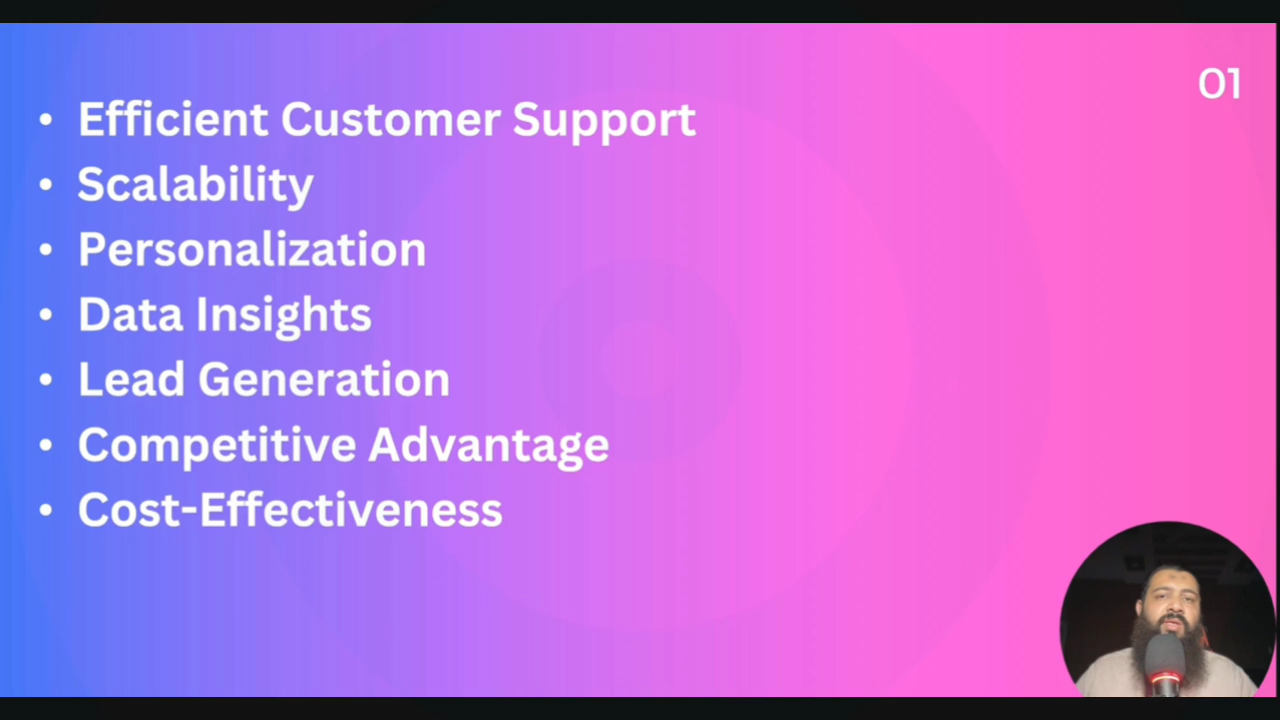 01
• Efficient Customer Support
• Scalability
• Personalization
• Data Insights
• Lead Generation
• Competitive Advantage
• Cost-Effectiveness